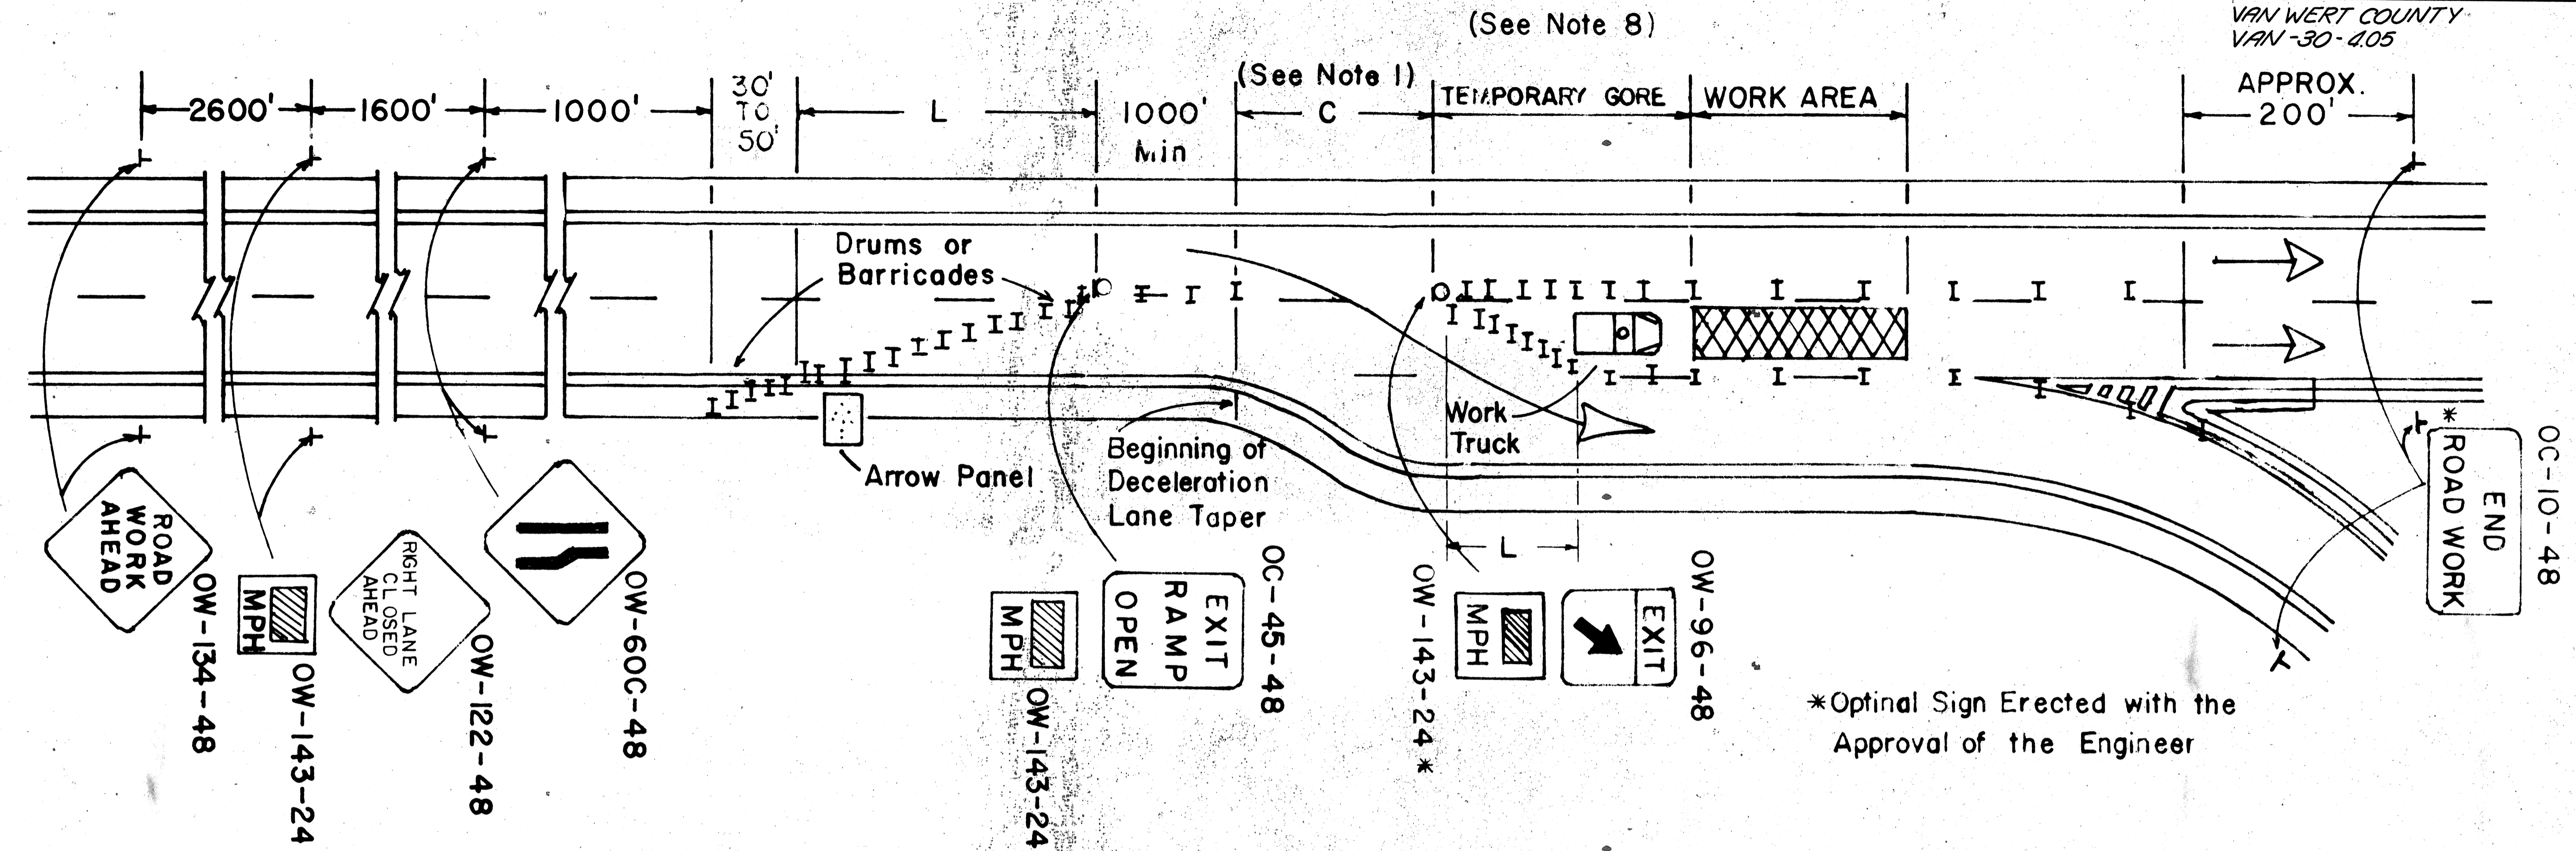 (See Note 8)
VAN WERT COUNTY
VAN-30-4.05
2600'
1600'
1000'
30'
TO
50'
L
1000'
Min
(See Note 1)
C
TEMPORARY GORE
WORK AREA
APPROX.
200'
Drums or
Barricades
Arrow Panel
Beginning of
Deceleration
Lane Taper
Work
Truck
L
ROAD
WORK
AHEAD
OW-134-48
MPH
OW-143-24
RIGHT LANE
CLOSED
AHEAD
OW-122-48
OW-60C-48
MPH
OW-143-24
EXIT
RAMP
OPEN
OC-45-48
OW-143-24*
MPH
EXIT
OW-96-48
END
*ROAD WORK
OC-10-48
*Optinal Sign Erected with the
Approval of the Engineer